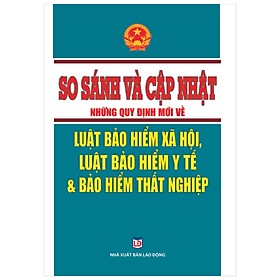 SO SÁNH VÀ CẬP NHẬT
NHỮNG QUY ĐỊNH MỚI VỀ
LUẬT BẢO HIỂM XÃ HỘI,
LUẬT BẢO HIỂM Y TẾ
& BẢO HIỂM THẤT NGHIỆP
NHÀ XUẤT BẢN LAO ĐỘNG